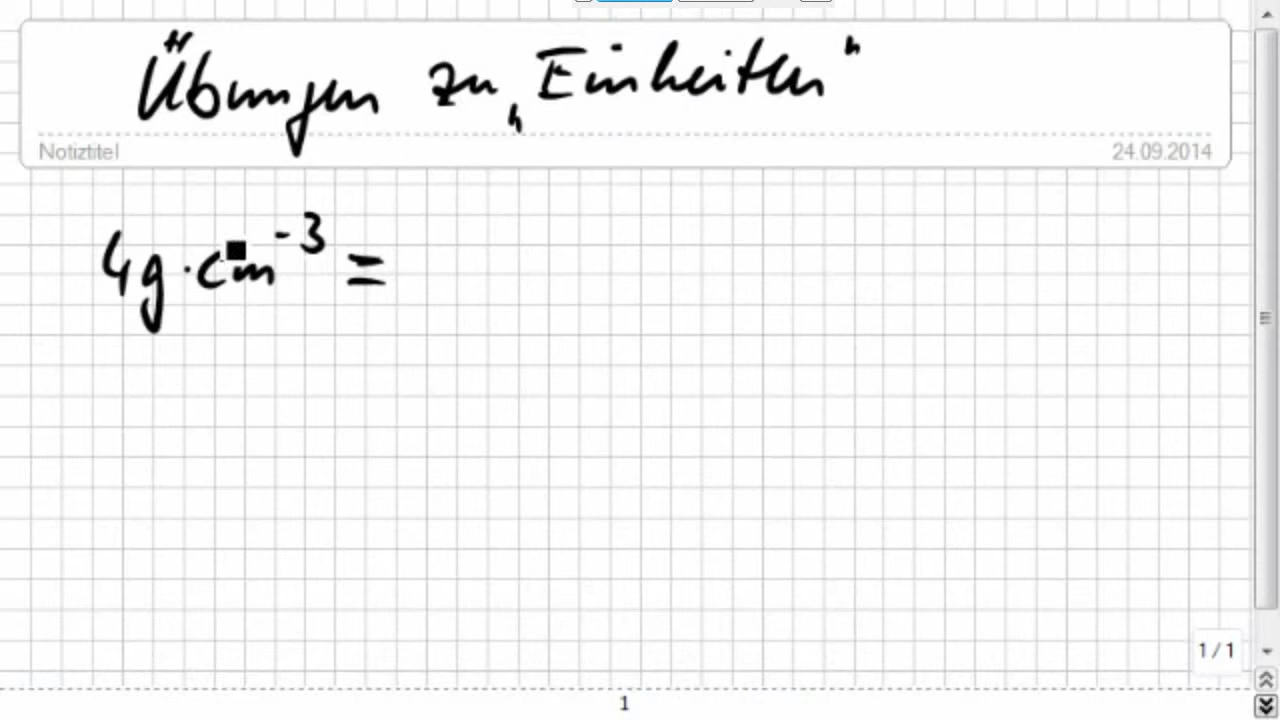 Übungen zu „Einheiten“
Notiztitel
24.09.2014
4g·cm⁻³ =
1 / 1
1